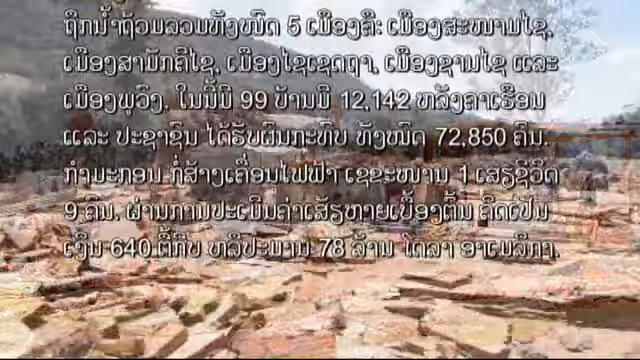 ຖືກນ້ຳຖ້ວມລວມທັງໝົດ 5 ເມືອງຄື: ເມືອງສະໜາມໄຊ,
ເມືອງສາມັກຄີໄຊ, ເມືອງໄຊເຊດຖາ, ເມືອງຊານໄຊ ແລະ
ເມືອງພູວົງ. ໃນນີ້ມີ 99 ບ້ານມີ 12,142 ຫລັງຄາເຮືອນ
ແລະ ປະຊາຊົນ ໄດ້ຮັບຜົນກະທົບ ທັງໝົດ 72,850 ຄົນ.
ກຳມະກອນ ກໍ່ສ້າງເຄື່ອນໄຟຟ້າ ເຊຂະໜານ 1 ເສຽຊີວິດ
9 ຄົນ. ຜ່ານການປະເມີນຄ່າເສັຽຫາຍເບື້ອງຕົ້ນ ຄິດເປັນ
ເງິນ 640 ຕື້ກີບ ຫລືປະມານ 78 ລ້ານ ໂດລາ ອາເມລິກາ.